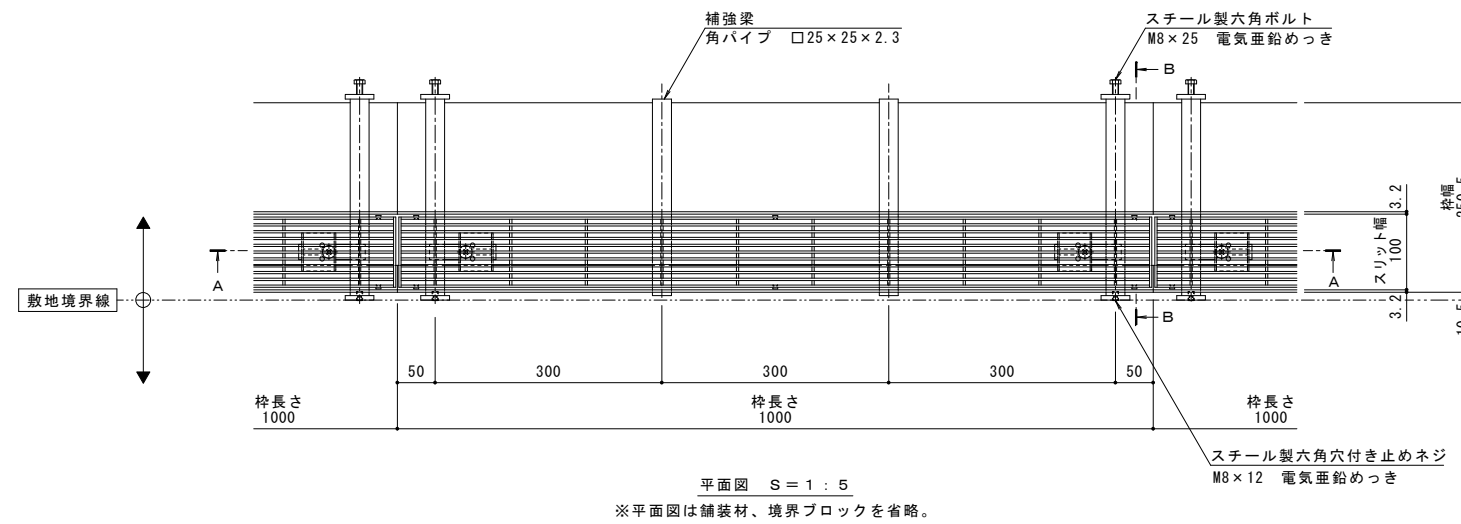 補強梁
角パイプ □25×25×2.3
スチール製六角ボルト
M8×25 電気亜鉛めっき
B
A
A
B
敷地境界線
3.2
スリット幅
100
3.2
枠幅
50
300
300
300
50
枠長さ
1000
枠長さ
1000
枠長さ
1000
スチール製六角穴付き止めネジ
M8×12 電気亜鉛めっき
平面図 S=1:5
※平面図は舗装材、境界ブロックを省略。